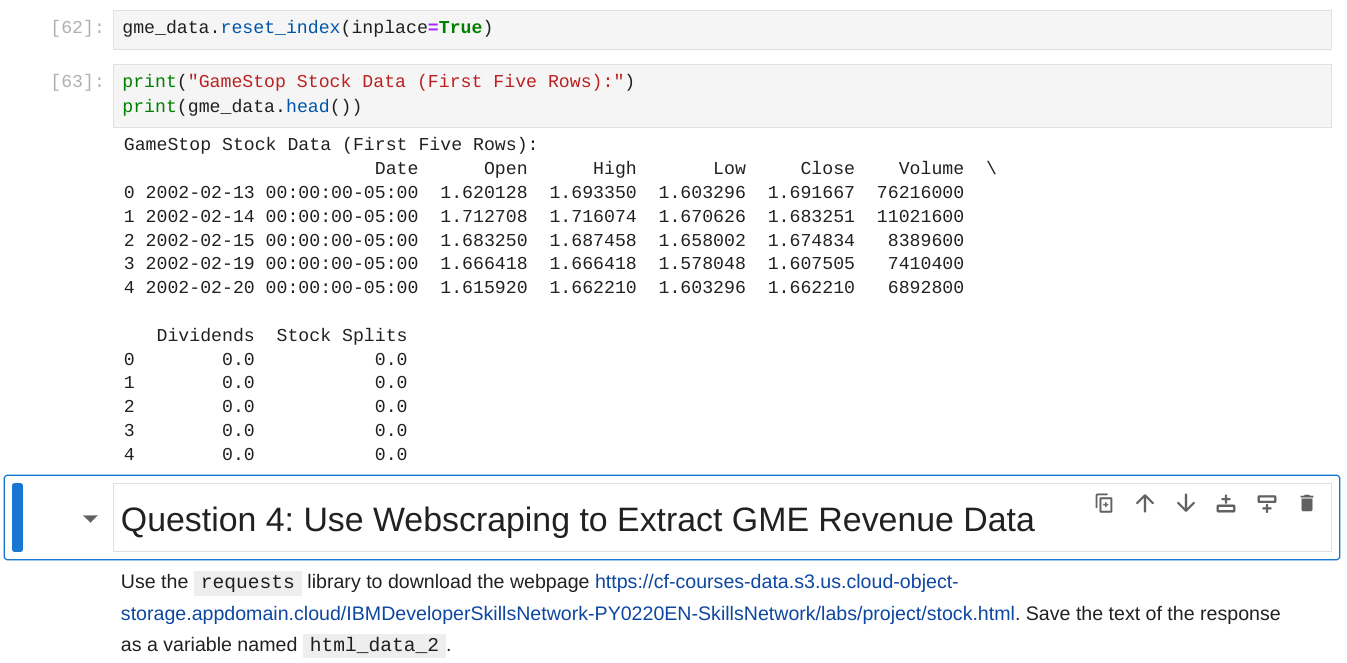 [62]: gme_data.reset_index(inplace=True)
[63]: print("GameStop Stock Data (First Five Rows):")
print(gme_data.head())
GameStop Stock Data (First Five Rows):
Date Open High Low Close Volume \
0 2002-02-13 00:00:00-05:00 1.620128 1.693350 1.603296 1.691667 76216000
1 2002-02-14 00:00:00-05:00 1.712708 1.716074 1.670626 1.683251 11021600
2 2002-02-15 00:00:00-05:00 1.683250 1.687458 1.658002 1.674834 8389600
3 2002-02-19 00:00:00-05:00 1.666418 1.666418 1.578048 1.607505 7410400
4 2002-02-20 00:00:00-05:00 1.615920 1.662210 1.603296 1.662210 6892800
Dividends Stock Splits
0 0.0 0.0
1 0.0 0.0
2 0.0 0.0
3 0.0 0.0
4 0.0 0.0
Question 4: Use Webscraping to Extract GME Revenue Data
Use the requests library to download the webpage https://cf-courses-data.s3.us.cloud-object-
storage.appdomain.cloud/IBMDeveloperSkillsNetwork-PY0220EN-SkillsNetwork/labs/project/stock.html. Save the text of the response
as a variable named html_data_2.